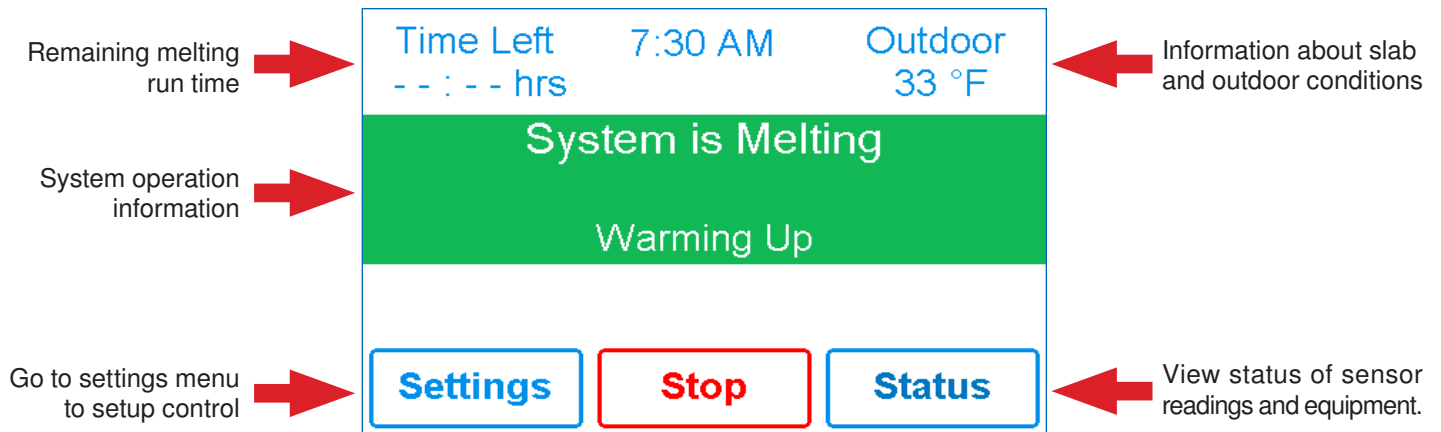 Remaining melting
run time
Time Left
- - : - - hrs
7:30 AM
Outdoor
33 °F
Information about slab
and outdoor conditions
System operation
information
System is Melting
Warming Up
Go to settings menu
to setup control
Settings
Stop
Status
View status of sensor
readings and equipment.